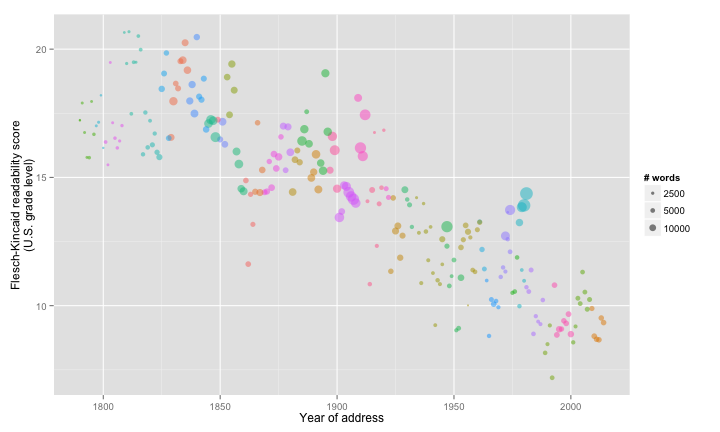 20
15
10
1800
1850
1900
1950
2000
Year of address
Flesch-Kincaid readability score
(U.S. grade level)
# words
2500
5000
10000